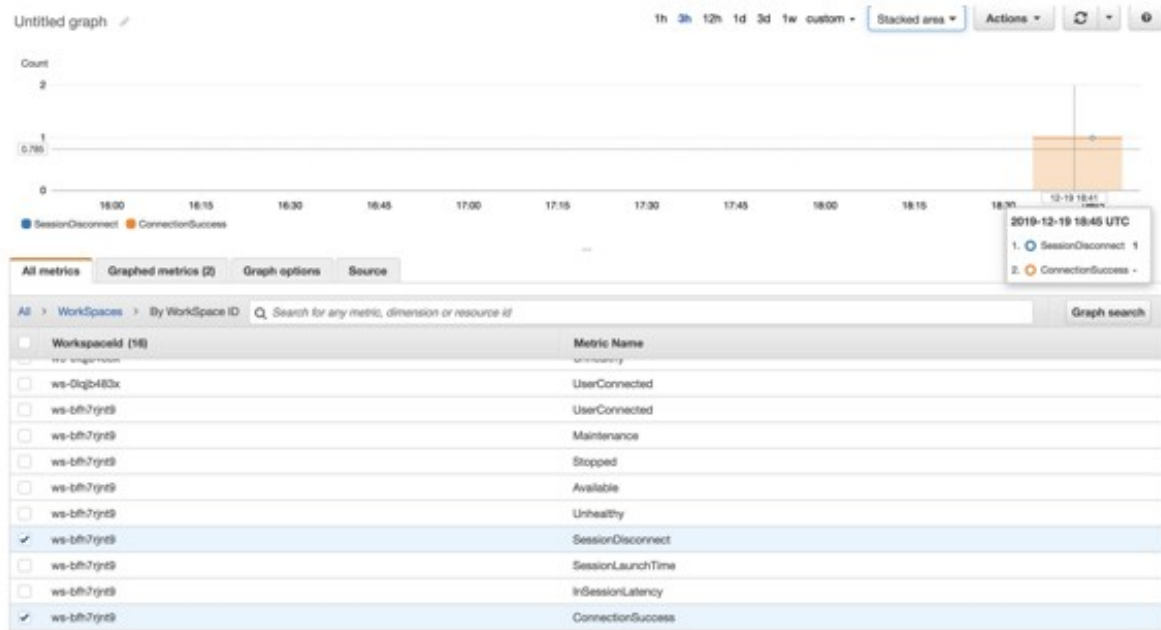 Untitled graph
1h 3h 12h 1d 3d 1w custom Stacked area Actions
Count
2
1
0.785
0
16:00 16:15 16:30 16:45 17:00 17:15 17:30 17:45 18:00 18:15 18:30
12-19 18:41
SessionDisconnect ConnectionSuccess
2019-12-19 18:45 UTC
1. SessionDisconnect 1
2. ConnectionSuccess -
All metrics Graphed metrics (2) Graph options Source
All > WorkSpaces > By WorkSpace ID Search for any metric, dimension or resource id Graph search
WorkspaceId (16) Metric Name
UserConnected
ws-bfh7rjnt9 UserConnected
ws-bfh7rjnt9 Maintenance
ws-bfh7rjnt9 Stopped
ws-bfh7rjnt9 Available
ws-bfh7rjnt9 Unhealthy
ws-bfh7rjnt9 SessionDisconnect
ws-bfh7rjnt9 SessionLaunchTime
ws-bfh7rjnt9 InSessionLatency
ws-bfh7rjnt9 ConnectionSuccess